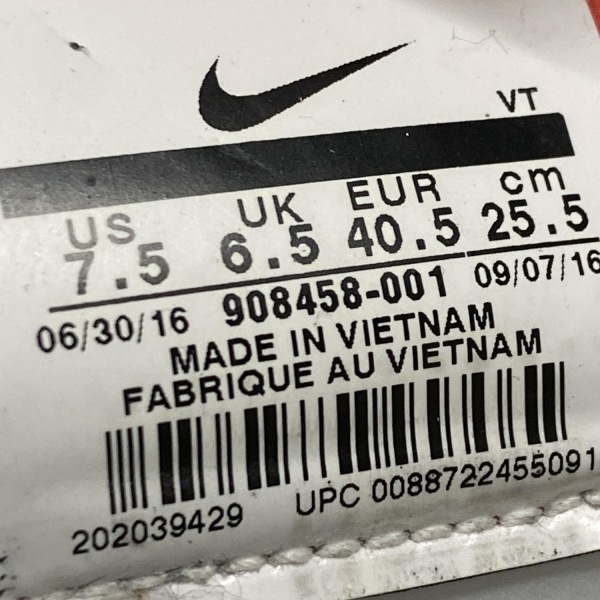 VT
US UK EUR cm
7.5 6.5 40.5 25.5
06/30/16 908458-001 09/07/16
MADE IN VIETNAM
FABRIQUE AU VIETNAM
202039429 UPC 0088722455091